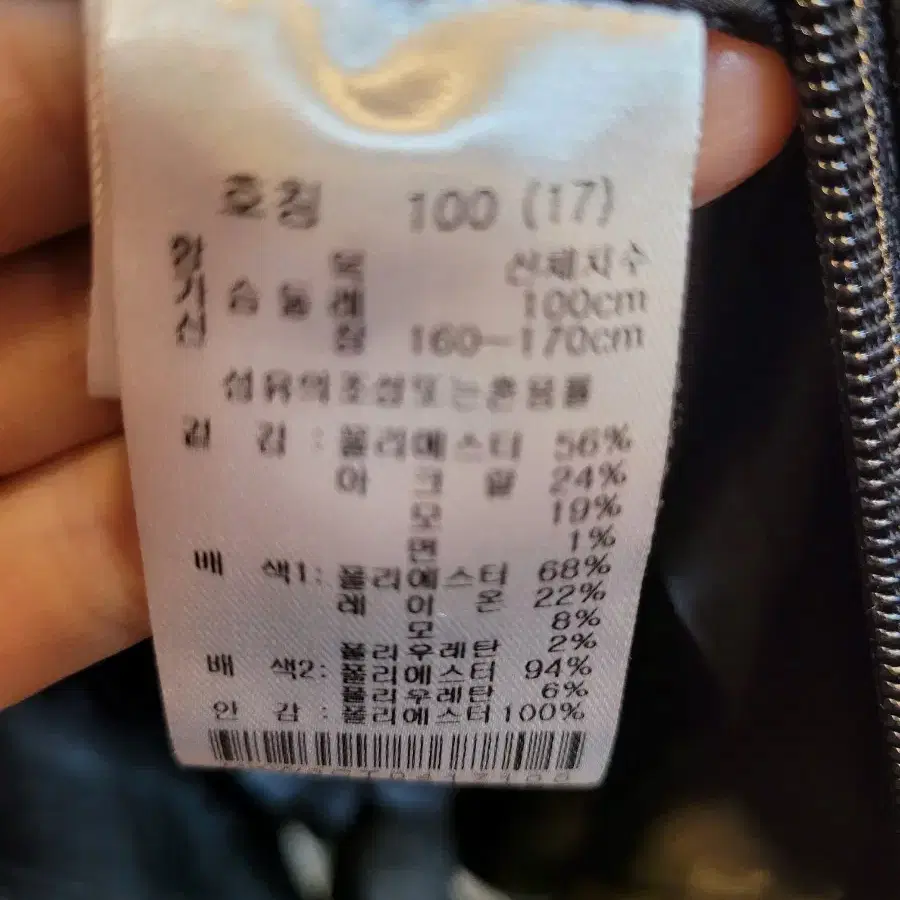 호칭 100 (17)
항 목 신체치수
가슴둘레 100cm
신 장 160~170cm
섬유의조성또는혼용률
겉 감 : 폴리에스터 56%
아 크 릴 24%
모 19%
면 1%
배 색1: 폴리에스터 68%
레 이 온 22%
모 8%
폴리우레탄 2%
배 색2: 폴리에스터 94%
폴리우레탄 6%
안 감 : 폴리에스터 100%